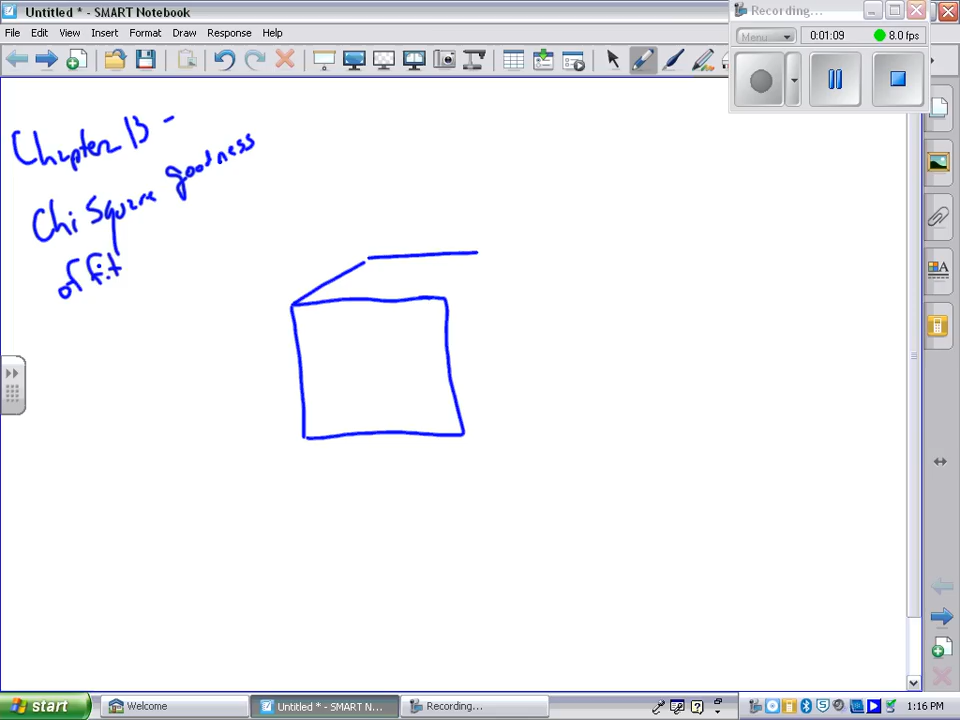 Untitled * - SMART Notebook
Recording...
File Edit View Insert Format Draw Response Help
Menu 0:01:09 8.0 fps
Chapter 13 -
Chi Square goodness
of fit
start Welcome Untitled * - SMART N... Recording... 1:16 PM